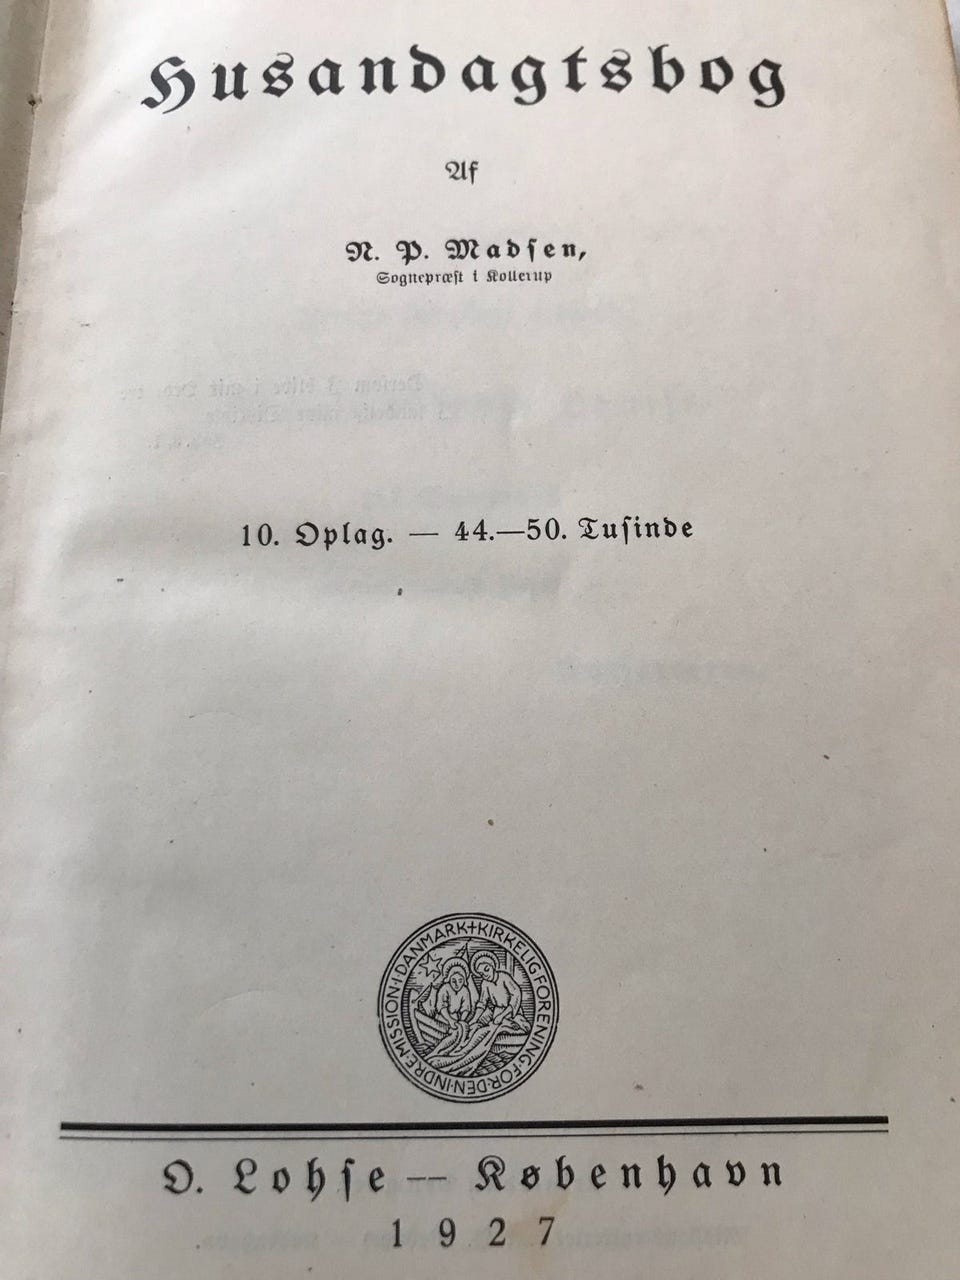 Husandagtsbog
Af
N. P. Madſen,
Sognepræſt i Kollerup
10. Oplag. — 44.—50. Tuſinde
KIRKELIG·FORENING·FOR·DEN·INDRE·MISSION·I·DANMARK+
O. Lohſe — København
1927